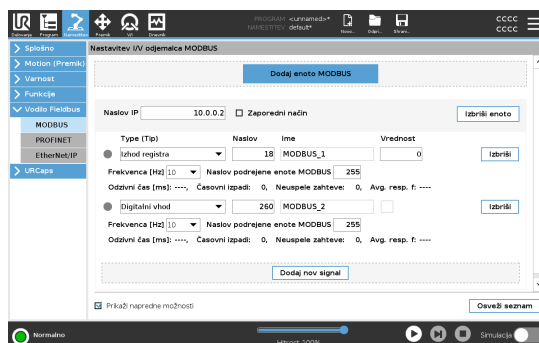 PROGRAM <unnamed>*
NAMESTITEV default*
CCCC
CCCC
Delovanje Program Namestitev Premik V/I Dnevnik Novo... Odpri... Shrani...
Splošno
Nastavitev I/V odjemalca MODBUS
Motion (Premik)
Varnost
Funkcije
Vodilo Fieldbus
MODBUS
PROFINET
EtherNet/IP
URCaps
Dodaj enoto MODBUS
Naslov IP 10.0.0.2 Zaporedni način Izbriši enoto
Type (Tip) Naslov Ime Vrednost
Izhod registra 18 MODBUS_1 0 Izbriši
Frekvenca [Hz] 10 Naslov podrejene enote MODBUS 255
Odzivni čas [ms]: ----, Časovni izpadi: 0, Neuspele zahteve: 0, Avg. resp. f: ----
Digitalni vhod 260 MODBUS_2 Izbriši
Frekvenca [Hz] 10 Naslov podrejene enote MODBUS 255
Odzivni čas [ms]: ----, Časovni izpadi: 0, Neuspele zahteve: 0, Avg. resp. f: ----
Dodaj nov signal
Prikaži napredne možnosti Osveži seznam
Normalno Hitrost 100% Simulacija